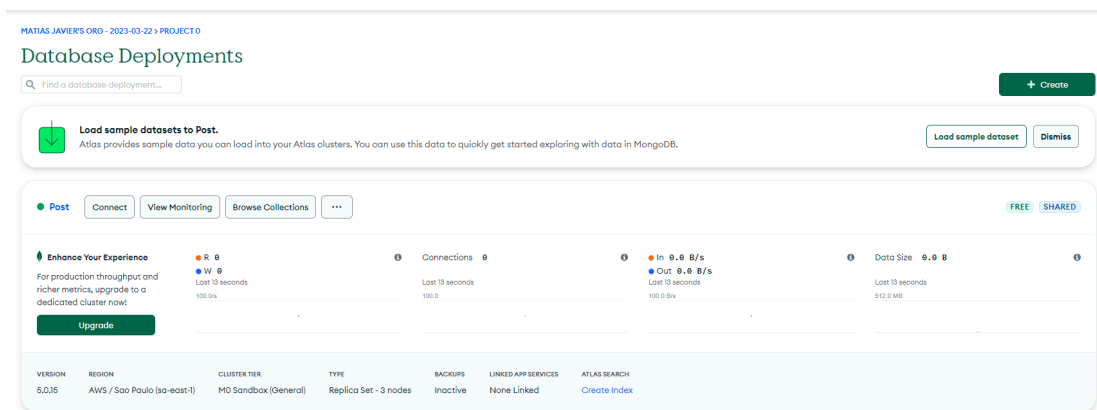 MATIAS JAVIER'S ORG - 2023-03-22 > PROJECT 0
Database Deployments
Find a database deployment...
+ Create
Load sample datasets to Post.
Atlas provides sample data you can load into your Atlas clusters. You can use this data to quickly get started exploring with data in MongoDB.
Load sample dataset
Dismiss
Post
Connect
View Monitoring
Browse Collections
...
FREE
SHARED
Enhance Your Experience
For production throughput and
richer metrics, upgrade to a
dedicated cluster now!
Upgrade
R 0
W 0
Last 13 seconds
100.0/s
Connections 0
Last 13 seconds
100.0
In 0.0 B/s
Out 0.0 B/s
Last 13 seconds
100.0 B/s
Data Size 0.0 B
Last 13 seconds
512.0 MB
VERSION
5.0.15
REGION
AWS / Sao Paulo (sa-east-1)
CLUSTER TIER
M0 Sandbox (General)
TYPE
Replica Set - 3 nodes
BACKUPS
Inactive
LINKED APP SERVICES
None Linked
ATLAS SEARCH
Create Index